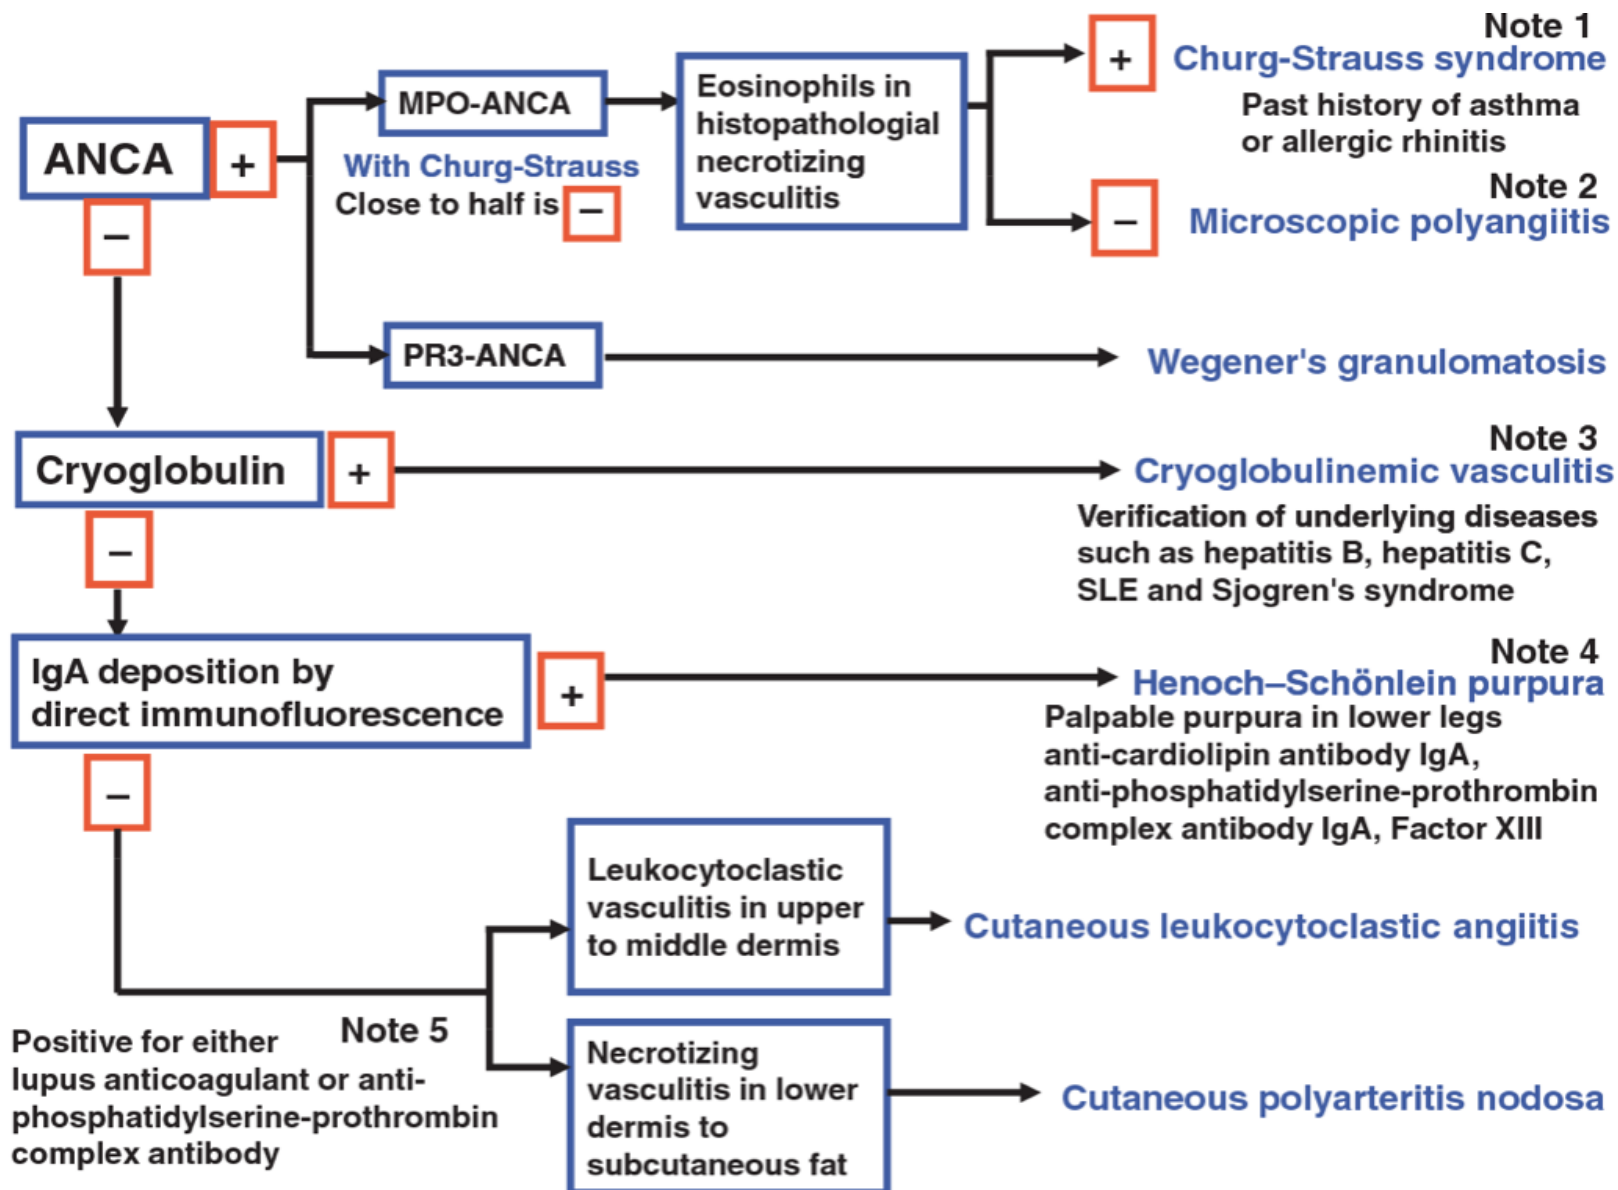 Note 1
+
Churg-Strauss syndrome
Past history of asthma
or allergic rhinitis
ANCA
+
−
MPO-ANCA
With Churg-Strauss
Close to half is −
Eosinophils in
histopathologial
necrotizing
vasculitis
Note 2
−
Microscopic polyangiitis
PR3-ANCA
Wegener's granulomatosis
Cryoglobulin
+
−
Note 3
Cryoglobulinemic vasculitis
Verification of underlying diseases
such as hepatitis B, hepatitis C,
SLE and Sjogren's syndrome
IgA deposition by
direct immunofluorescence
+
−
Note 4
Henoch–Schönlein purpura
Palpable purpura in lower legs
anti-cardiolipin antibody IgA,
anti-phosphatidylserine-prothrombin
complex antibody IgA, Factor XIII
Leukocytoclastic
vasculitis in upper
to middle dermis
Cutaneous leukocytoclastic angiitis
Note 5
Positive for either
lupus anticoagulant or anti-
phosphatidylserine-prothrombin
complex antibody
Necrotizing
vasculitis in lower
dermis to
subcutaneous fat
Cutaneous polyarteritis nodosa